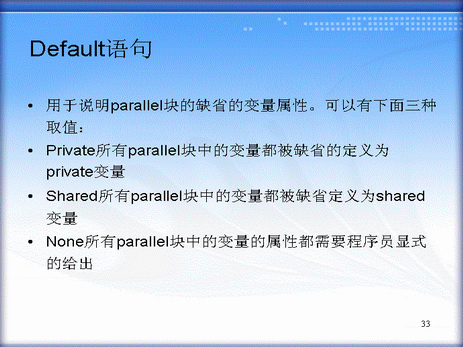 Default语句
• 用于说明parallel块的缺省的变量属性。可以有下面三种
取值：
• Private所有parallel块中的变量都被缺省的定义为
private变量
• Shared所有parallel块中的变量都被缺省定义为shared
变量
• None所有parallel块中的变量的属性都需要程序员显式
的给出
33